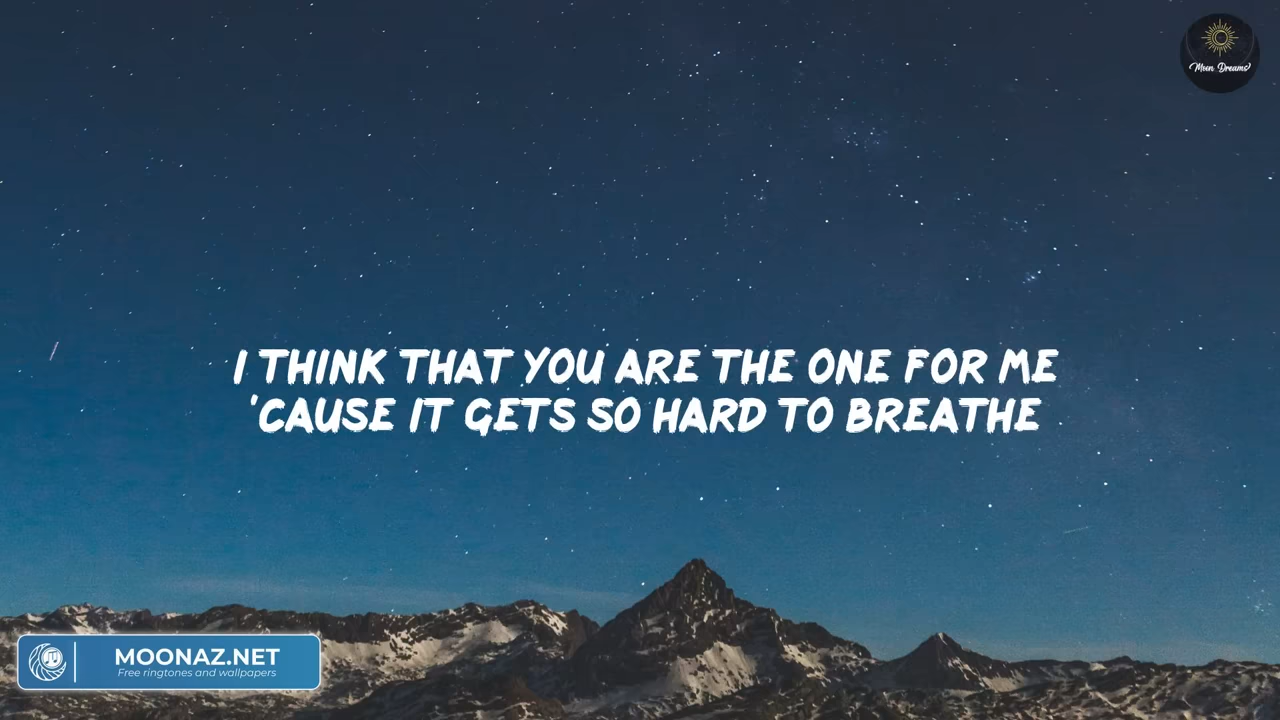 Moon Dreams
I THINK THAT YOU ARE THE ONE FOR ME
'CAUSE IT GETS SO HARD TO BREATHE
MOONAZ.NET
Free ringtones and wallpapers